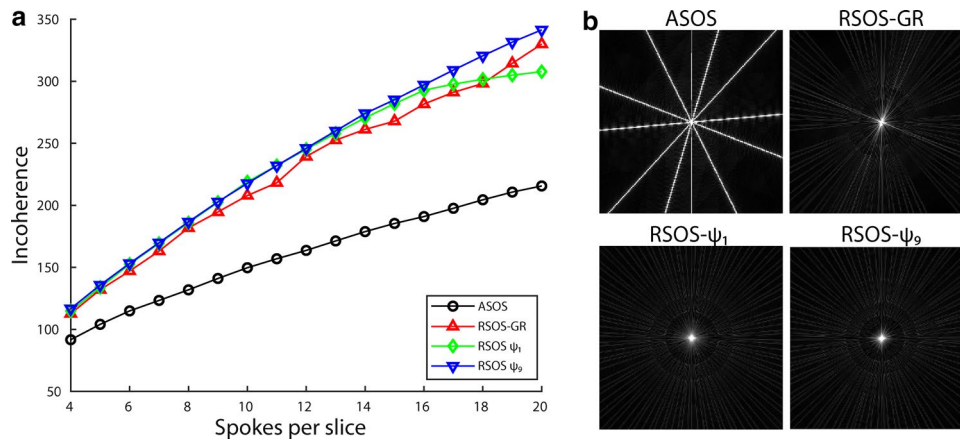 a
350
300
250
200
150
100
50
Incoherence
4
6
8
10
12
14
16
18
20
Spokes per slice
ASOS
RSOS-GR
RSOS ψ1
RSOS ψ9
b
ASOS
RSOS-GR
RSOS-ψ1
RSOS-ψ9